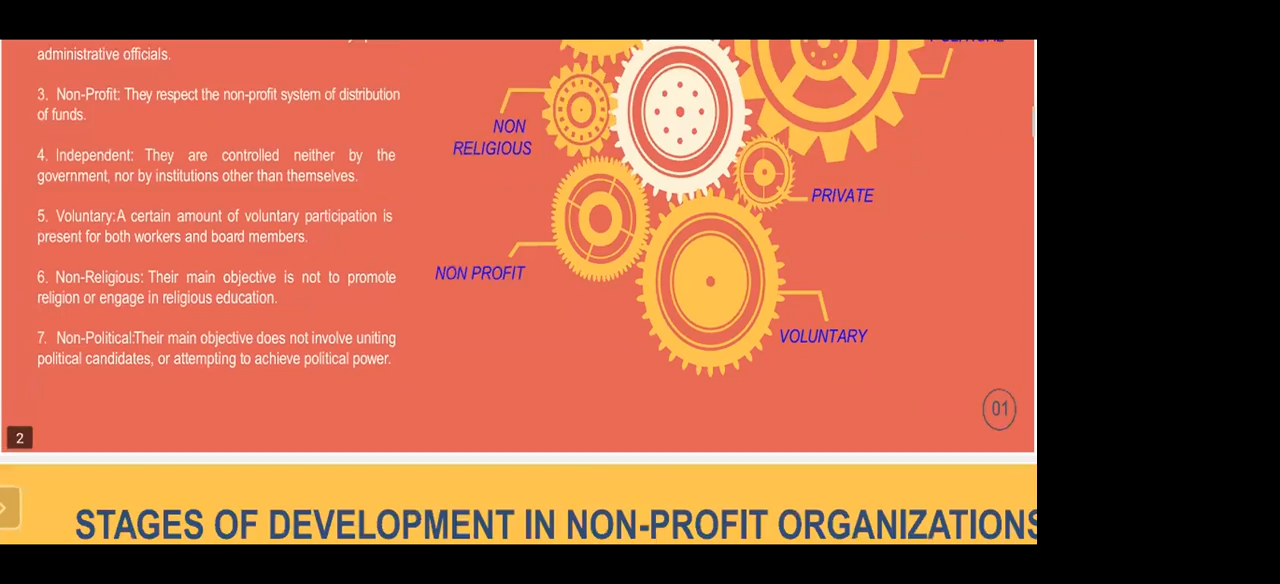 administrative officials.
3. Non-Profit: They respect the non-profit system of distribution
of funds.
4. Independent: They are controlled neither by the
government, nor by institutions other than themselves.
5. Voluntary:A certain amount of voluntary participation is
present for both workers and board members.
6. Non-Religious: Their main objective is not to promote
religion or engage in religious education.
7. Non-Political:Their main objective does not involve uniting
political candidates, or attempting to achieve political power.
NON
RELIGIOUS
PRIVATE
NON PROFIT
VOLUNTARY
01
2
STAGES OF DEVELOPMENT IN NON-PROFIT ORGANIZATIONS